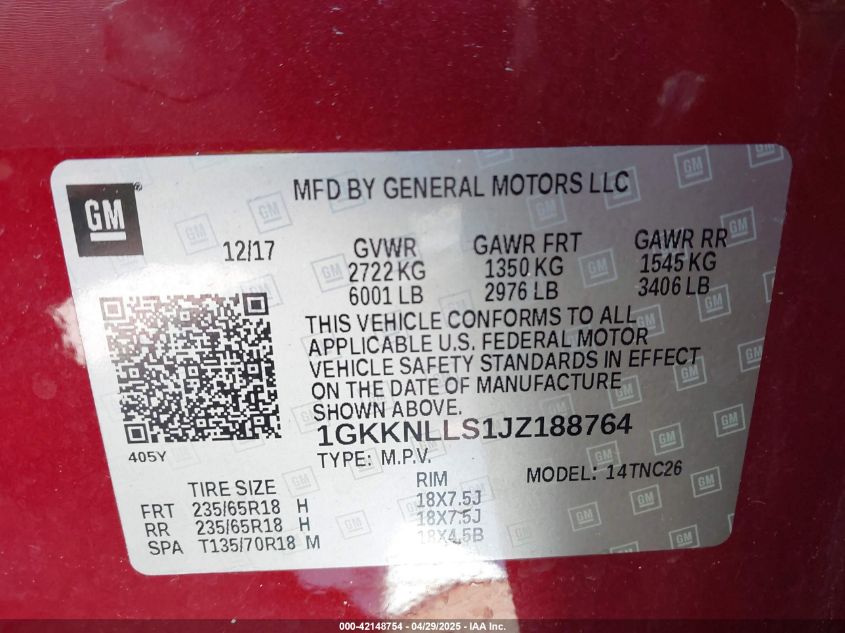 GM
MFD BY GENERAL MOTORS LLC
12/17
GVWR GAWR FRT GAWR RR
2722 KG 1350 KG 1545 KG
6001 LB 2976 LB 3406 LB
THIS VEHICLE CONFORMS TO ALL
APPLICABLE U.S. FEDERAL MOTOR
VEHICLE SAFETY STANDARDS IN EFFECT
ON THE DATE OF MANUFACTURE
SHOWN ABOVE.
1GKKNLLS1JZ188764
405Y
TYPE: M.P.V.
MODEL: 14TNC26
TIRE SIZE RIM
FRT 235/65R18 H 18X7.5J
RR 235/65R18 H 18X7.5J
SPA T135/70R18 M 18X4.5B
000-42148754 - 04/29/2025 - IAA Inc.